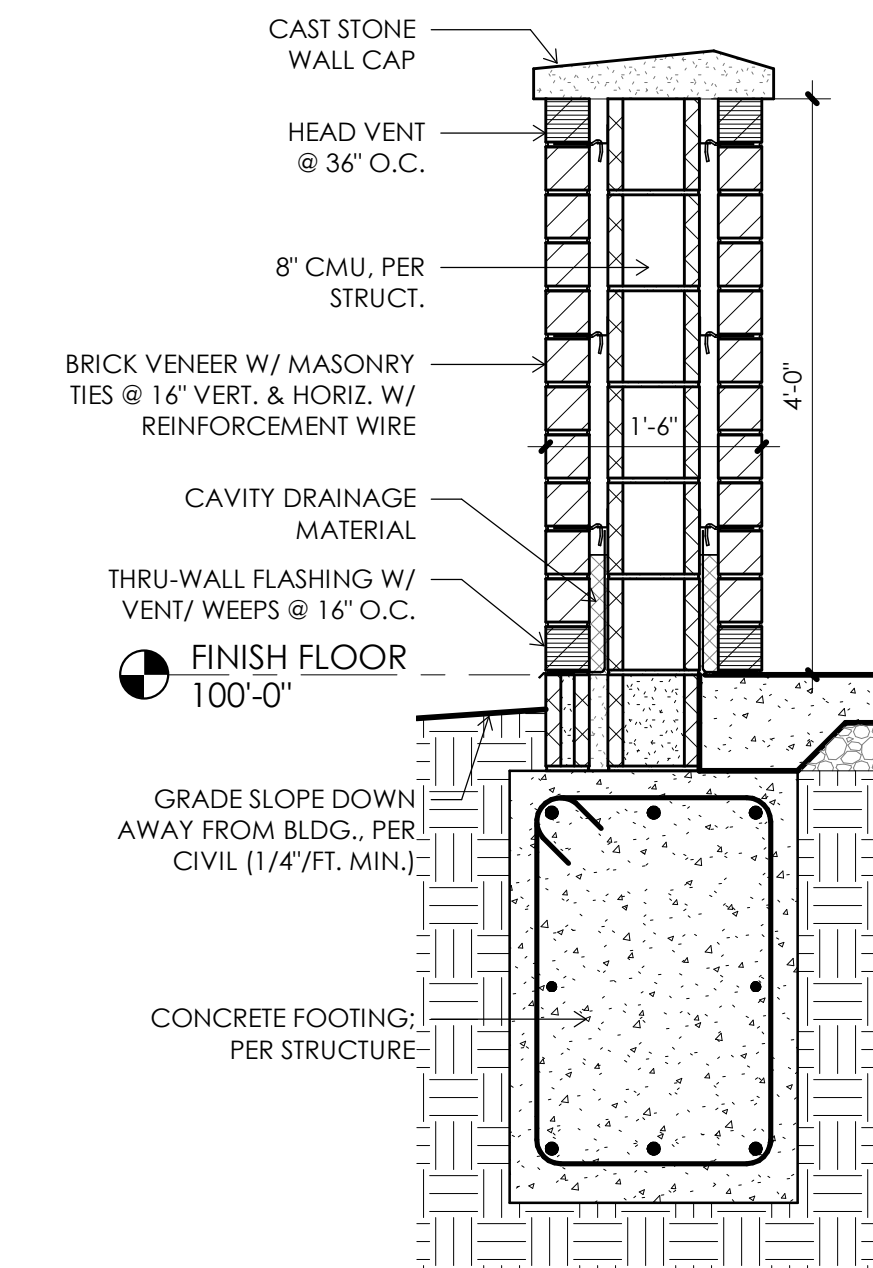 CAST STONE
WALL CAP
HEAD VENT
@ 36" O.C.
8" CMU, PER
STRUCT.
BRICK VENEER W/ MASONRY
TIES @ 16" VERT. & HORIZ. W/
REINFORCEMENT WIRE
4'-0"
1'-6"
CAVITY DRAINAGE
MATERIAL
THRU-WALL FLASHING W/
VENT/ WEEPS @ 16" O.C.
FINISH FLOOR
100'-0"
GRADE SLOPE DOWN
AWAY FROM BLDG., PER
CIVIL (1/4"/FT. MIN.)
CONCRETE FOOTING;
PER STRUCTURE